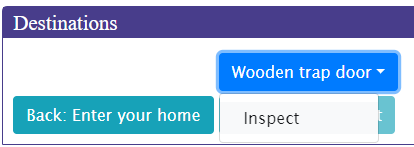 Destinations
Wooden trap door
Back: Enter your home
Inspect